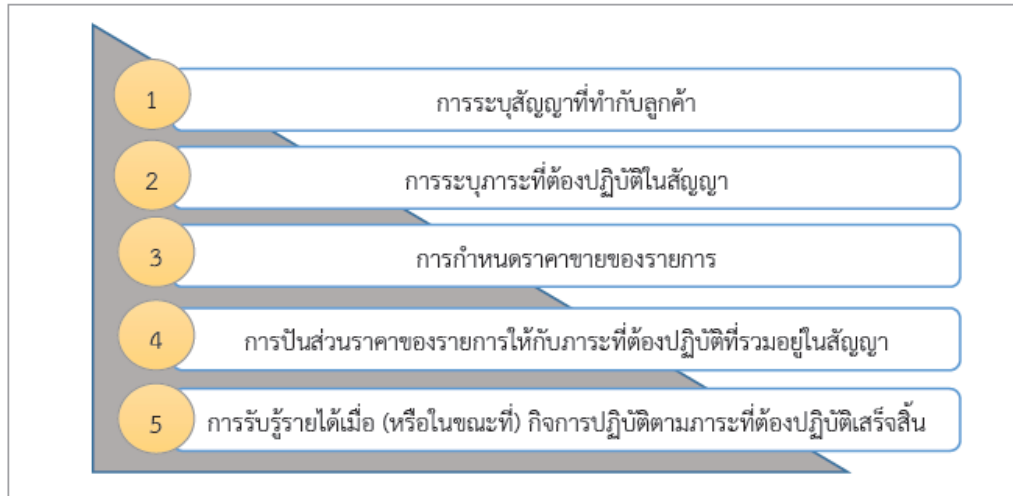 1 การระบุสัญญาที่ทำกับลูกค้า
2 การระบุภาระที่ต้องปฏิบัติในสัญญา
3 การกำหนดราคาขายของรายการ
4 การปันส่วนราคาของรายการให้กับภาระที่ต้องปฏิบัติที่รวมอยู่ในสัญญา
5 การรับรู้รายได้เมื่อ (หรือในขณะที่) กิจการปฏิบัติตามภาระที่ต้องปฏิบัติเสร็จสิ้น